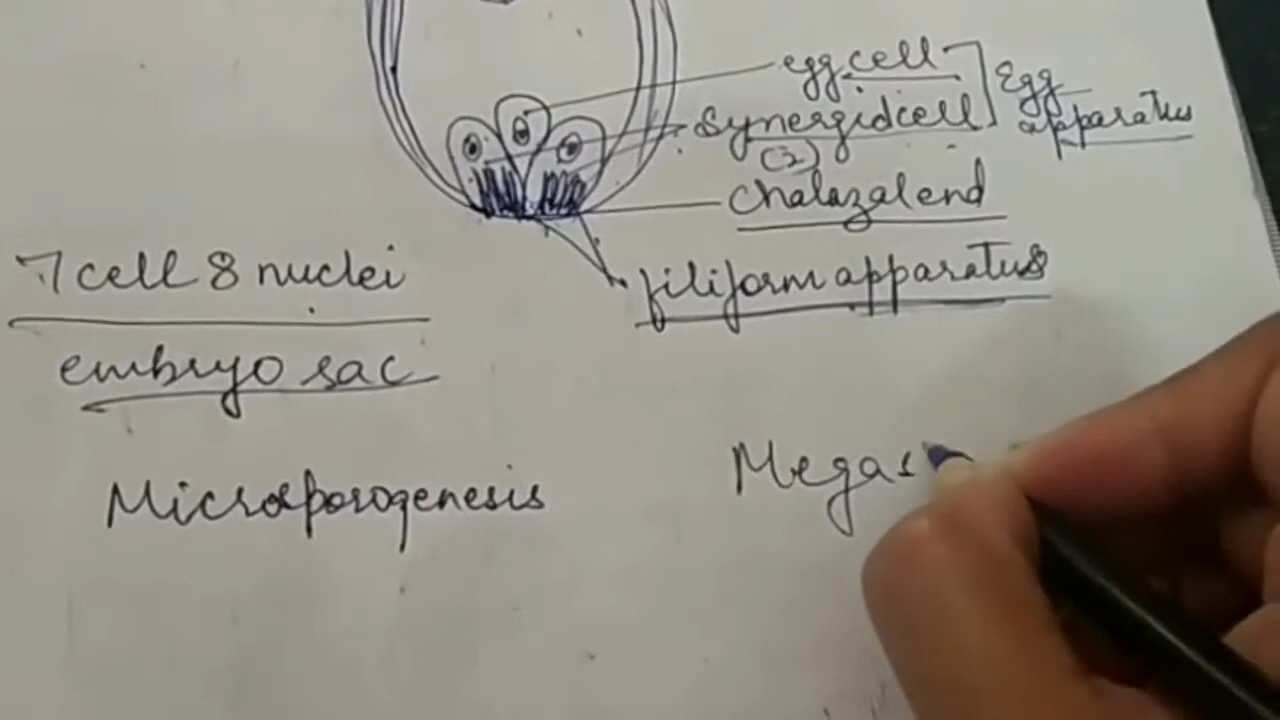 egg cell
Egg apparatus
Synergid cell
(2)
Chalazal end
7 cell 8 nuclei
filiform apparatus
embryo sac
Microsporogenesis
Megas